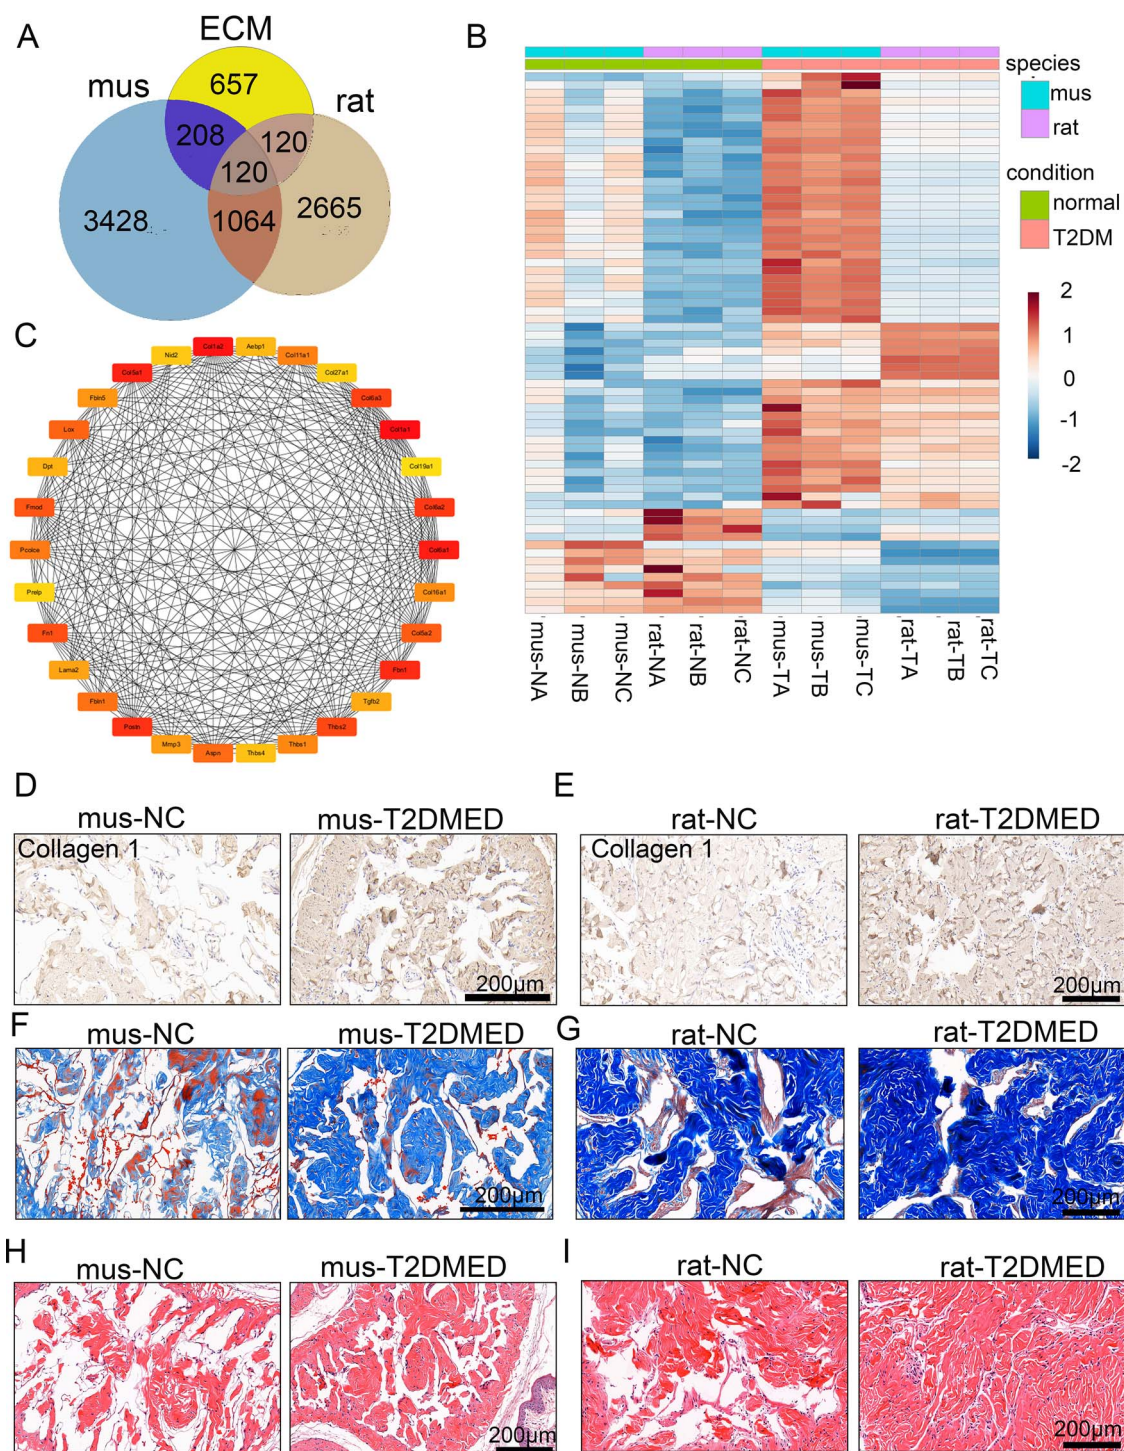 A
ECM
mus
rat
657
208
120
120
3428
1064
2665
B
species
mus
rat
condition
normal
T2DM
2
1
0
-1
-2
mus-NA
mus-NB
mus-NC
rat-NA
rat-NB
rat-NC
mus-TA
mus-TB
mus-TC
rat-TA
rat-TB
rat-TC
C
Col1a2
Aebp1
Nid2
Col11a1
Col5a1
Col27a1
Fbln5
Col6a3
Lox
Col1a1
Dpt
Col19a1
Fmod
Col6a2
Pcolce
Col6a1
Prelp
Col16a1
Fn1
Col5a2
Lama2
Fbn1
Fbln1
Tgfb2
Postn
Thbs2
Mmp3
Thbs1
Aspn
Thbs4
D
mus-NC
mus-T2DMED
Collagen 1
200μm
E
rat-NC
rat-T2DMED
Collagen 1
200μm
F
mus-NC
mus-T2DMED
200μm
G
rat-NC
rat-T2DMED
200μm
H
mus-NC
mus-T2DMED
200μm
I
rat-NC
rat-T2DMED
200μm